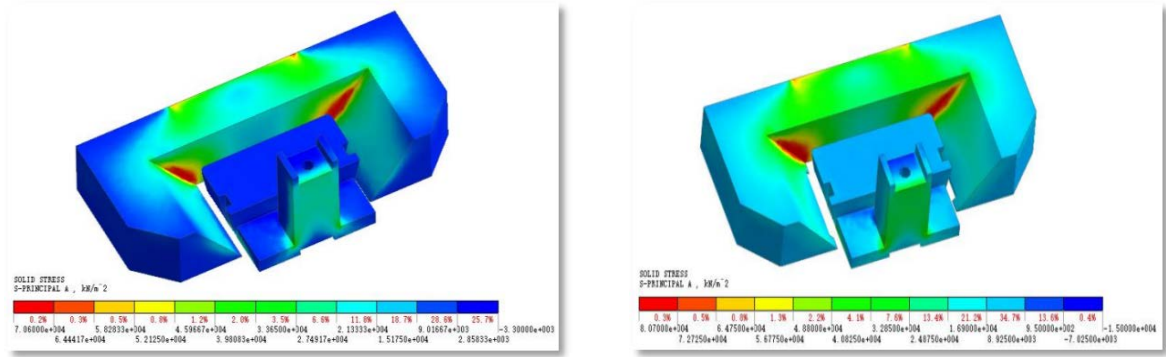 SOLID STRESS
S-PRINCIPAL A , kN/m^2
0.2% 0.3% 0.5% 0.8% 1.2% 2.0% 3.5% 6.6% 11.8% 18.7% 28.6% 25.7%
7.06000e+004 5.82833e+004 4.59667e+004 3.36500e+004 2.13333e+004 9.01667e+003 -3.30000e+003
6.44417e+004 5.21250e+004 3.98083e+004 2.74917e+004 1.51750e+004 2.85833e+003
SOLID STRESS
S-PRINCIPAL A , kN/m^2
0.3% 0.5% 0.8% 1.3% 2.2% 4.1% 7.6% 13.4% 21.2% 34.7% 13.6% 0.4%
8.07000e+004 6.47500e+004 4.88000e+004 3.28500e+004 1.69000e+004 9.50000e+002 -1.50000e+004
7.27250e+004 5.67750e+004 4.08250e+004 2.48750e+004 8.92500e+003 -7.02500e+003